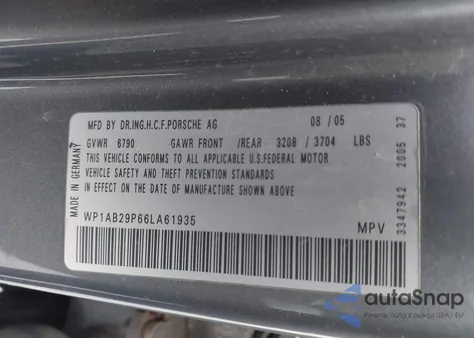 MFD BY DR.ING.H.C.F.PORSCHE AG 08/05
GVWR 6790 GAWR FRONT /REAR 3208 / 3704 LBS
THIS VEHICLE CONFORMS TO ALL APPLICABLE U.S.FEDERAL MOTOR
VEHICLE SAFETY AND THEFT PREVENTION STANDARDS
IN EFFECT ON THE DATE OF MANUFACTURE SHOWN ABOVE
WP1AB29P66LA61935
MPV
MADE IN GERMANY
3347942 2005 37
autoSnap
USA i EU